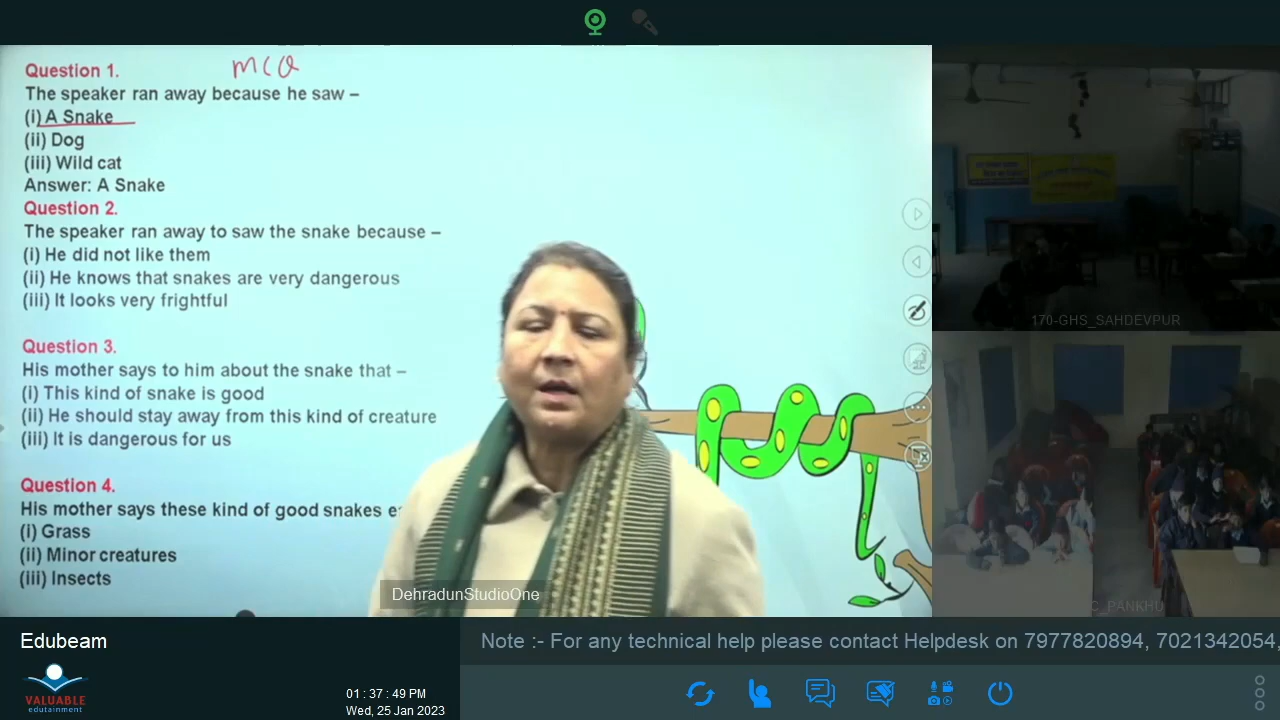 Question 1.
MCQ
The speaker ran away because he saw –
(i) A Snake
(ii) Dog
(iii) Wild cat
Answer: A Snake
Question 2.
The speaker ran away to saw the snake because –
(i) He did not like them
(ii) He knows that snakes are very dangerous
(iii) It looks very frightful
Question 3.
His mother says to him about the snake that –
(i) This kind of snake is good
(ii) He should stay away from this kind of creature
(iii) It is dangerous for us
Question 4.
His mother says these kind of good snakes
(i) Grass
(ii) Minor creatures
(iii) Insects
DehradunStudioOne
170-GHS_SAHDEVPUR
C_PANKHU
Edubeam
VALUABLE
edutainment
01 : 37 : 49 PM
Wed, 25 Jan 2023
Note :- For any technical help please contact Helpdesk on 7977820894, 7021342054,